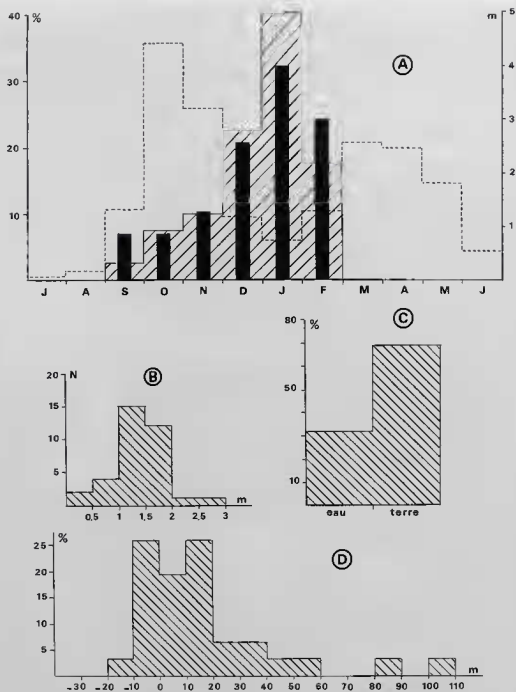 40 % m 5
A
30 4
3
20
2
10 1
J A S O N D J F M A M J
80 %
C
50
10
eau terre
20 N
B
15
10
5
0,5 1 1,5 2 2,5 3 m
25 %
D
20
15
10
5
-30 -20 -10 0 10 20 30 40 50 60 70 80 90 100 110 m